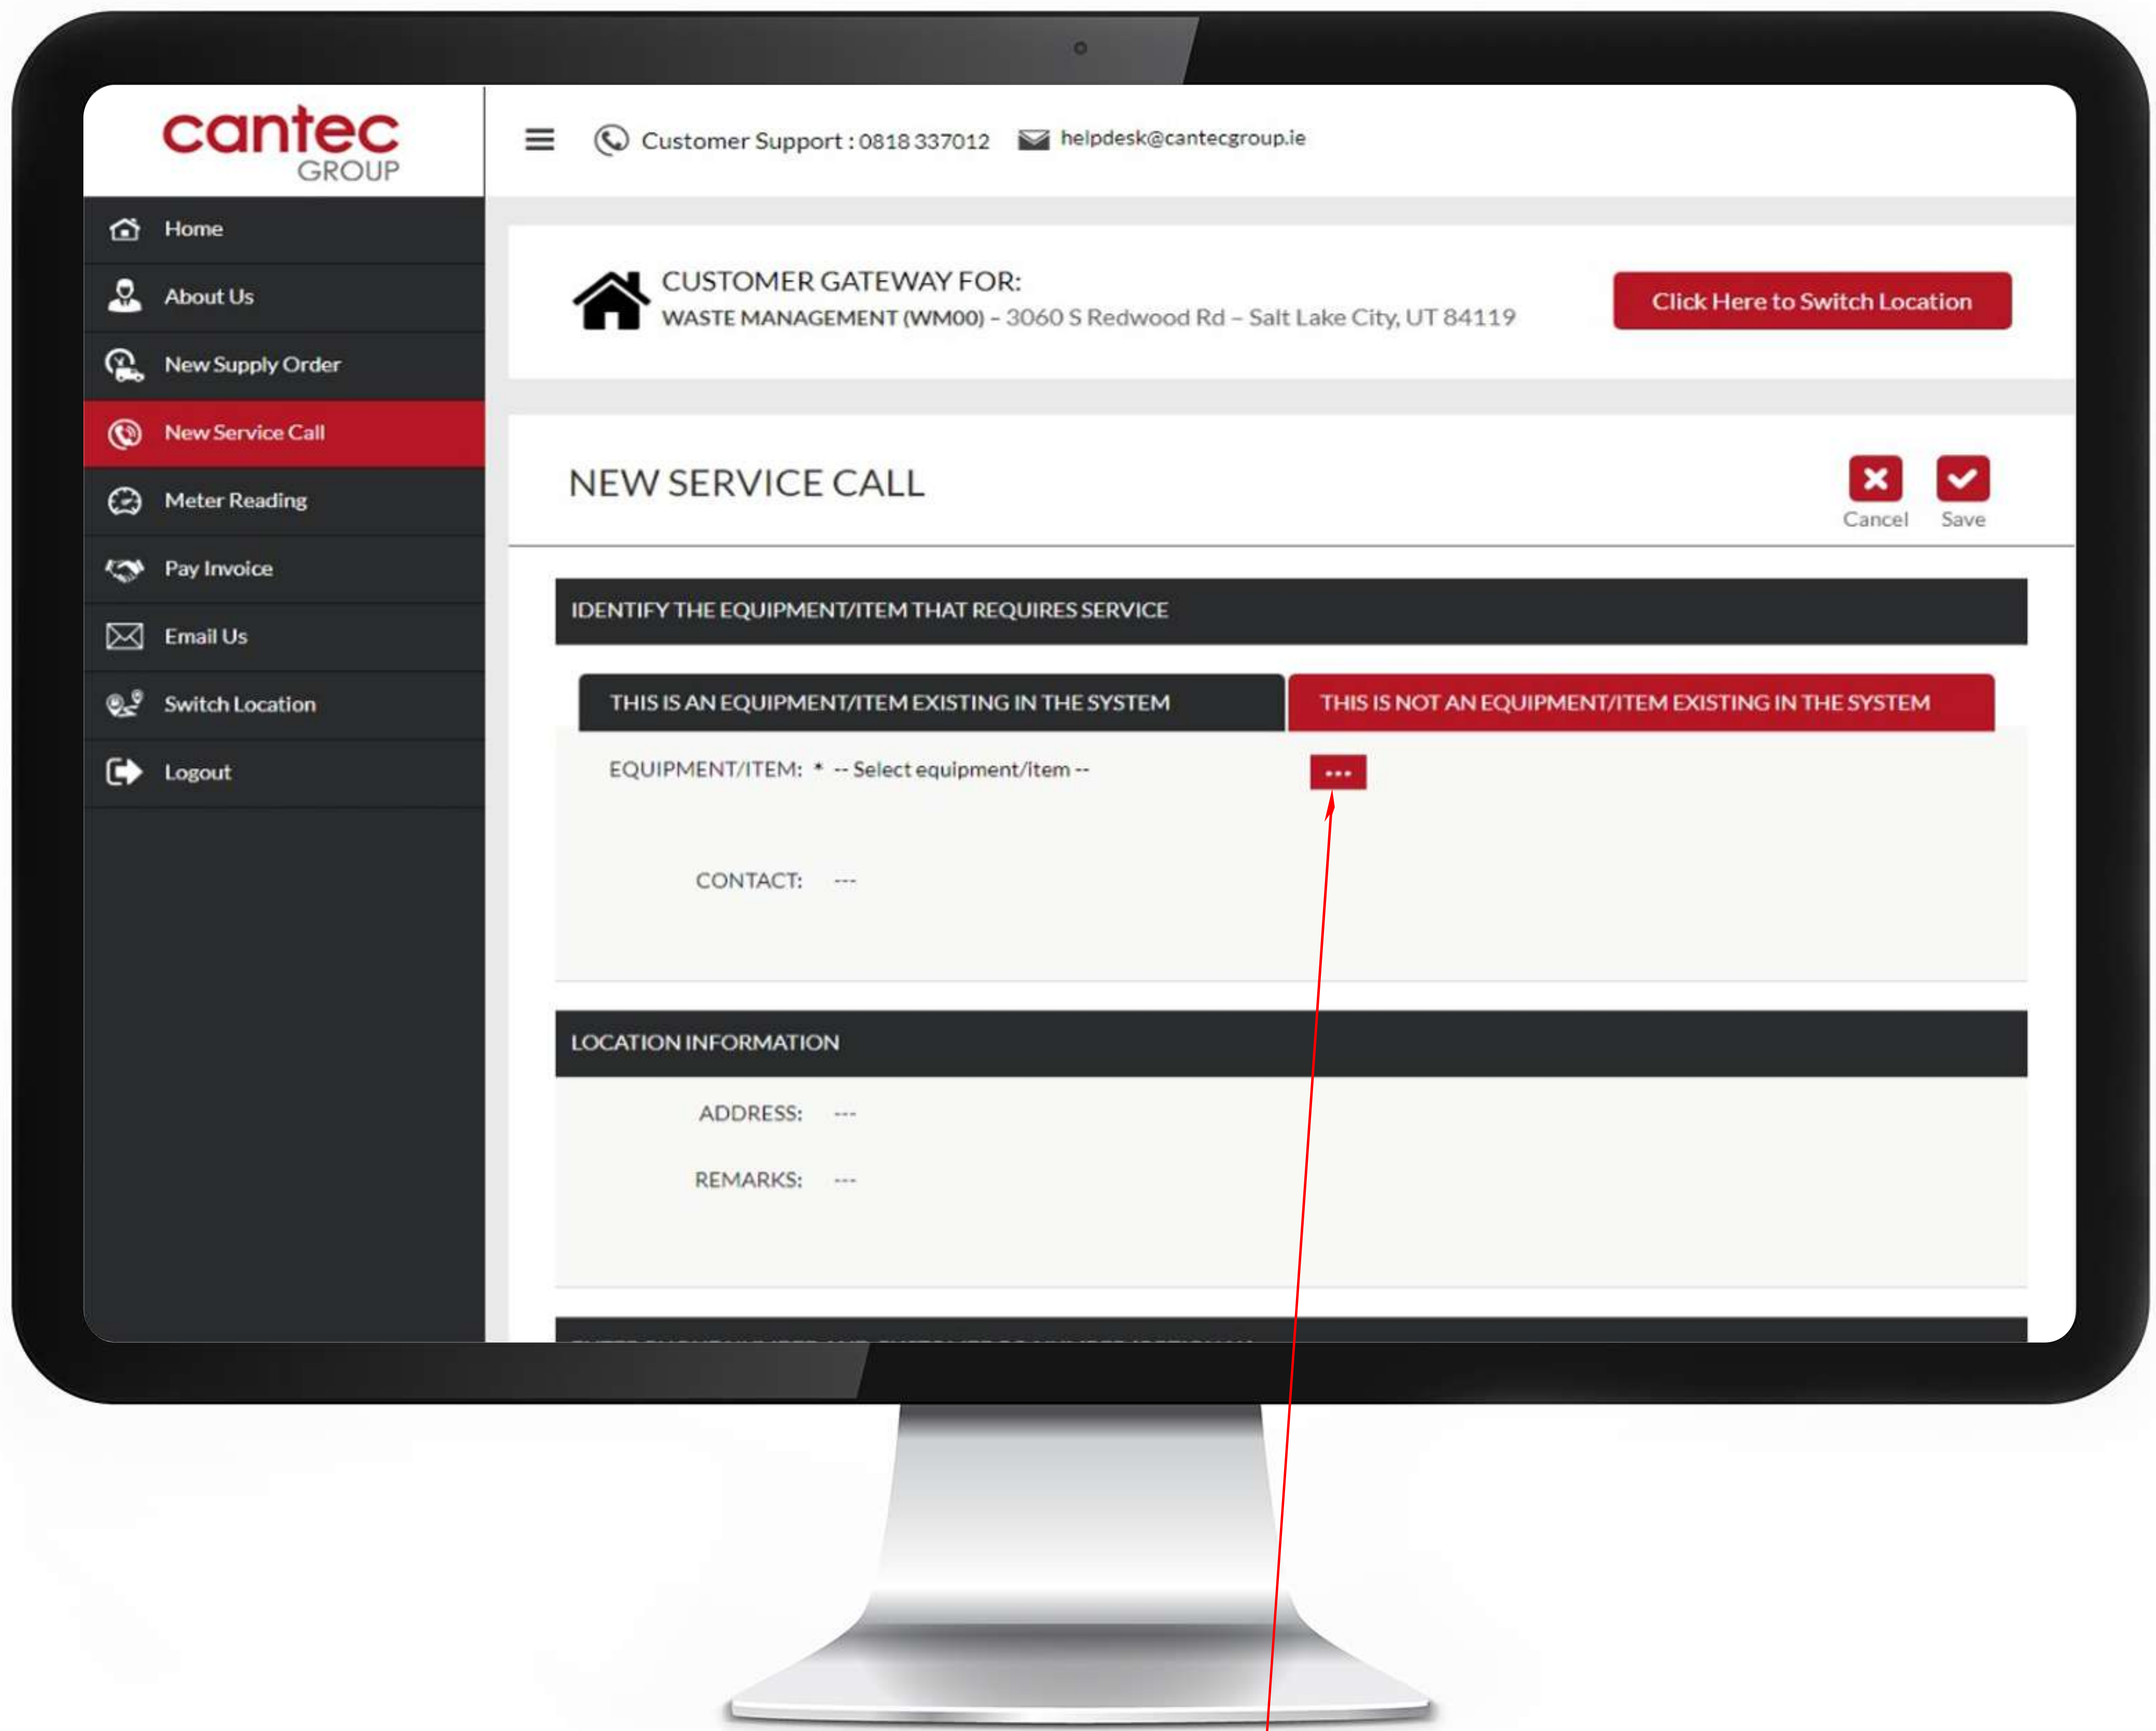 cantec
GROUP
Customer Support : 0818 337012 helpdesk@cantecgroup.ie
Home
About Us
New Supply Order
New Service Call
Meter Reading
Pay Invoice
Email Us
Switch Location
Logout
CUSTOMER GATEWAY FOR:
WASTE MANAGEMENT (WM00) – 3060 S Redwood Rd – Salt Lake City, UT 84119
Click Here to Switch Location
NEW SERVICE CALL
Cancel Save
IDENTIFY THE EQUIPMENT/ITEM THAT REQUIRES SERVICE
THIS IS AN EQUIPMENT/ITEM EXISTING IN THE SYSTEM THIS IS NOT AN EQUIPMENT/ITEM EXISTING IN THE SYSTEM
EQUIPMENT/ITEM: * -- Select equipment/item -- ...
CONTACT: ---
LOCATION INFORMATION
ADDRESS: ---
REMARKS: ---